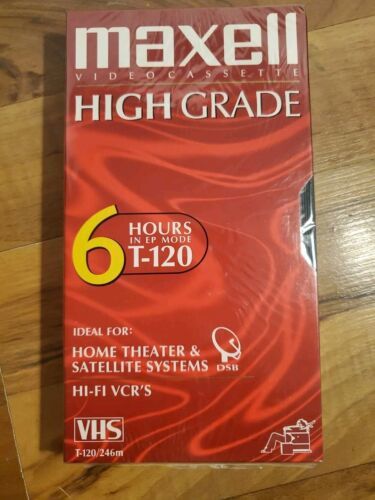 maxell
VIDEOCASSETTE
HIGH GRADE
6 HOURS
IN EP MODE
T-120
IDEAL FOR:
HOME THEATER &
SATELLITE SYSTEMS
DSB
HI-FI VCR'S
VHS
T-120/246m